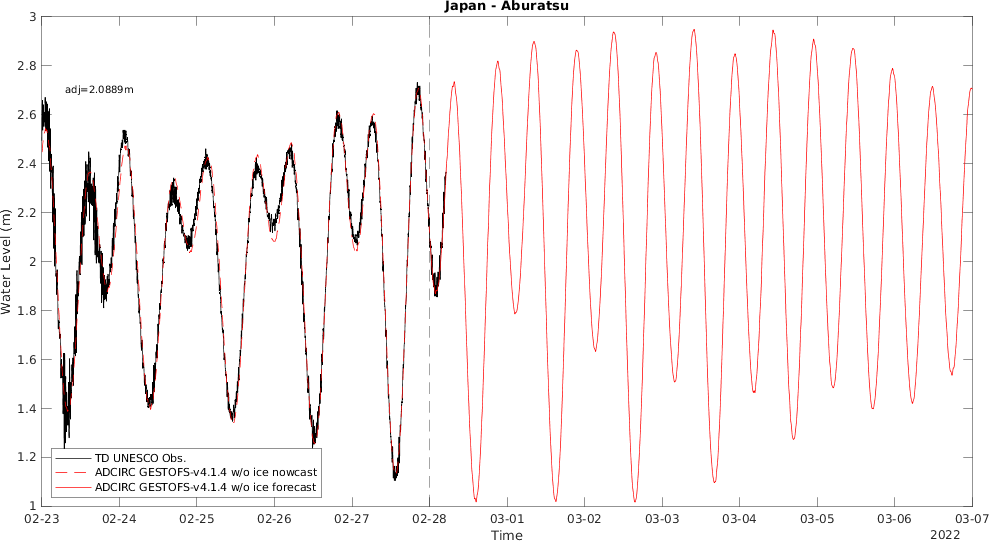 Japan - Aburatsu
3
2.8
adj=2.0889m
2.6
2.4
2.2
2
1.8
1.6
1.4
1.2
1
Water Level (m)
TD UNESCO Obs.
ADCIRC GESTOFS-v4.1.4 w/o ice nowcast
ADCIRC GESTOFS-v4.1.4 w/o ice forecast
02-23 02-24 02-25 02-26 02-27 02-28 03-01 03-02 03-03 03-04 03-05 03-06 03-07
Time
2022